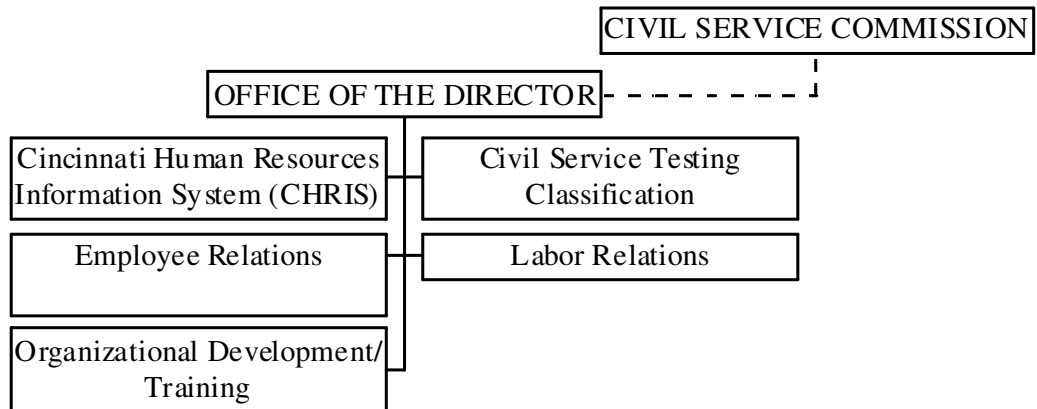 CIVIL SERVICE COMMISSION
OFFICE OF THE DIRECTOR
Cincinnati Human Resources
Information System (CHRIS)
Civil Service Testing
Classification
Employee Relations
Labor Relations
Organizational Development/
Training